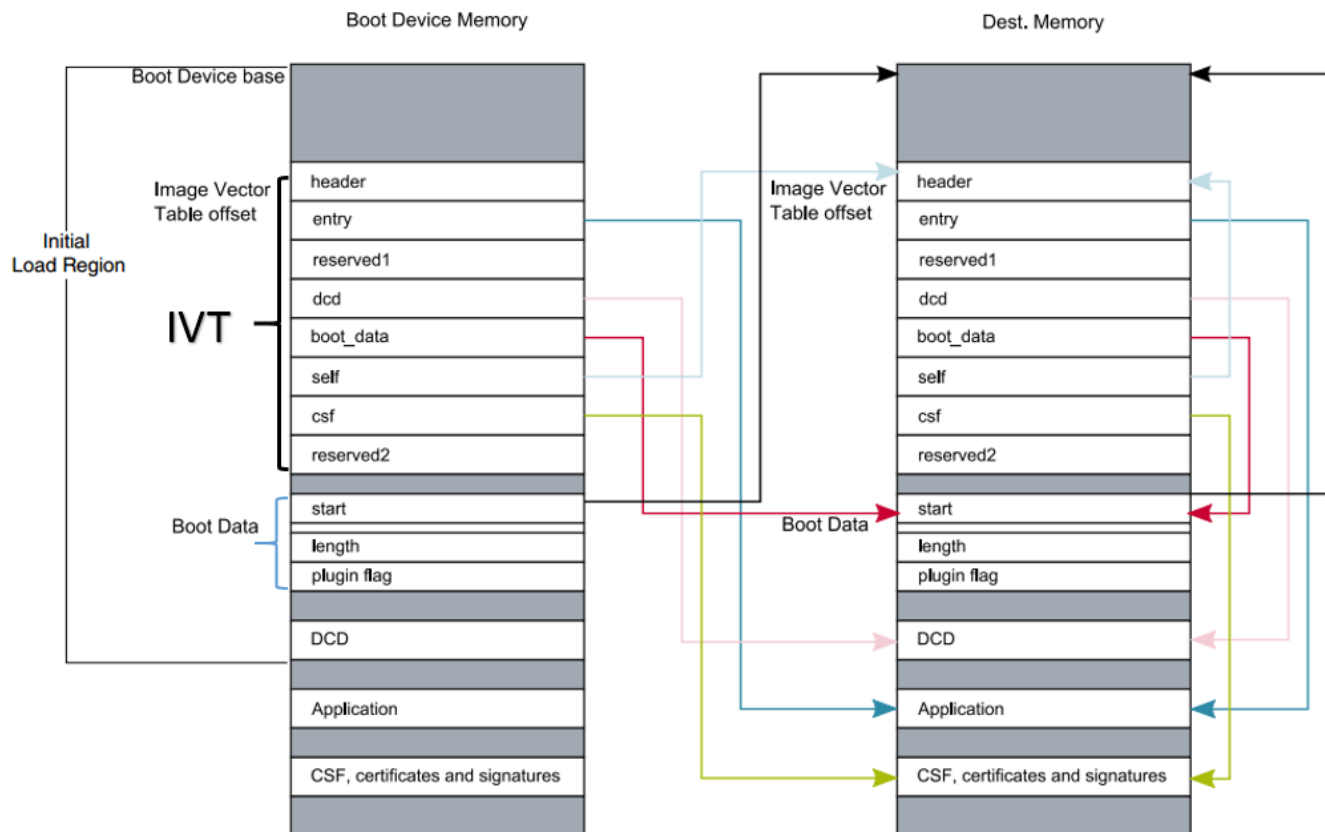 Boot Device Memory
Dest. Memory
Boot Device base
Image Vector
Table offset
Initial
Load Region
IVT
header
entry
reserved1
dcd
boot_data
self
csf
reserved2
Boot Data
start
length
plugin flag
DCD
Application
CSF, certificates and signatures
Image Vector
Table offset
header
entry
reserved1
dcd
boot_data
self
csf
reserved2
Boot Data
start
length
plugin flag
DCD
Application
CSF, certificates and signatures